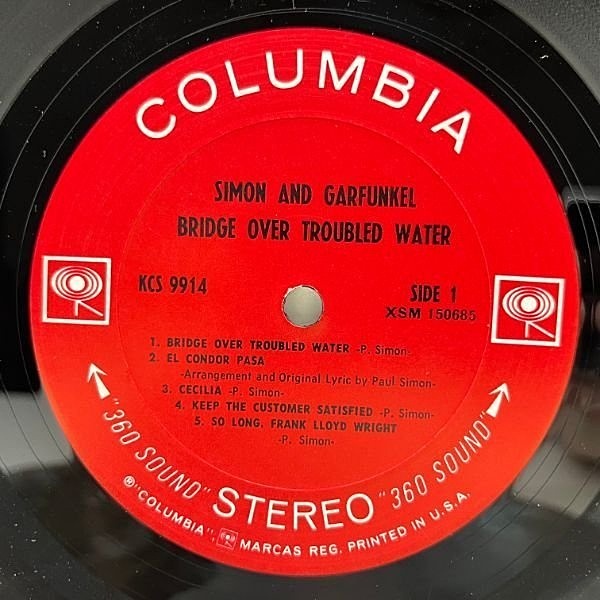 COLUMBIA
SIMON AND GARFUNKEL
BRIDGE OVER TROUBLED WATER
KCS 9914
SIDE 1
XSM 150685
1. BRIDGE OVER TROUBLED WATER -P. Simon-
2. EL CONDOR PASA
-Arrangement and Original Lyric by Paul Simon-
3. CECILIA -P. Simon-
4. KEEP THE CUSTOMER SATISFIED -P. Simon-
5. SO LONG, FRANK LLOYD WRIGHT
-P. Simon-
"360 SOUND" STEREO "360 SOUND"
®"COLUMBIA", MARCAS REG. PRINTED IN U.S.A.